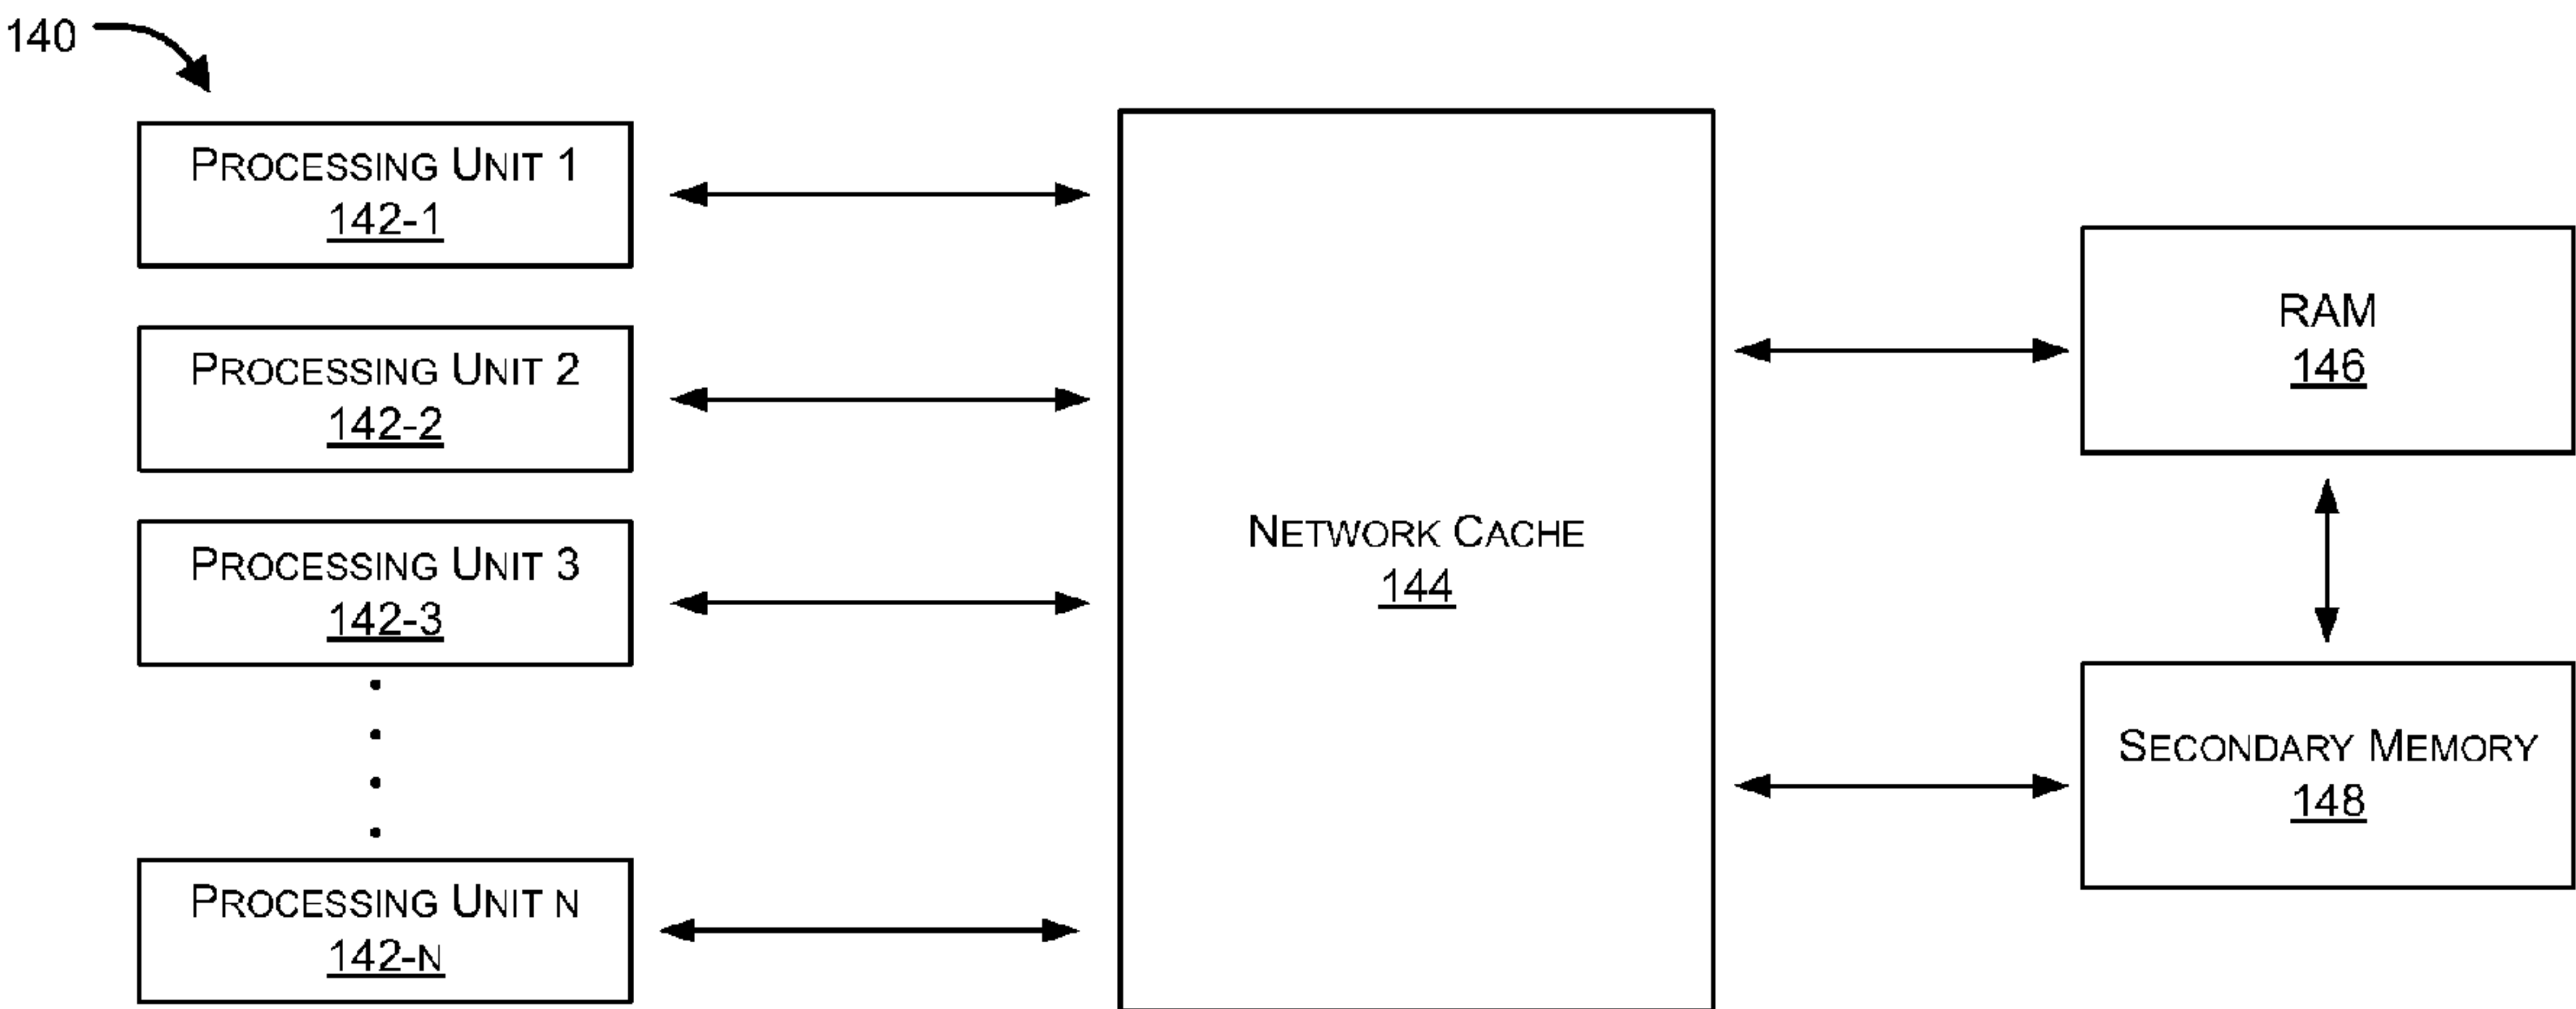 140
PROCESSING UNIT 1
142-1
PROCESSING UNIT 2
142-2
PROCESSING UNIT 3
142-3
PROCESSING UNIT N
142-N
NETWORK CACHE
144
RAM
146
SECONDARY MEMORY
148